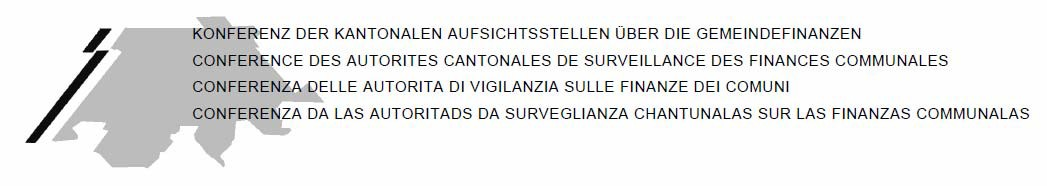 KONFERENZ DER KANTONALEN AUFSICHTSSTELLEN ÜBER DIE GEMEINDEFINANZEN
CONFERENCE DES AUTORITES CANTONALES DE SURVEILLANCE DES FINANCES COMMUNALES
CONFERENZA DELLE AUTORITA DI VIGILANZIA SULLE FINANZE DEI COMUNI
CONFERENZA DA LAS AUTORITADS DA SURVEGLIANZA CHANTUNALAS SUR LAS FINANZAS COMMUNALAS